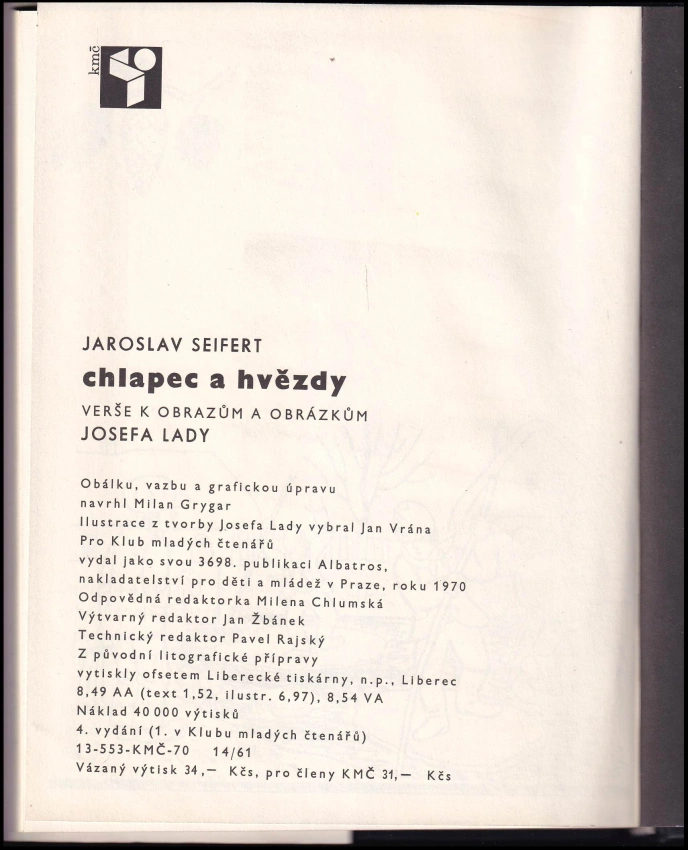 kmč
JAROSLAV SEIFERT
chlapec a hvězdy
VERŠE K OBRAZŮM A OBRÁZKŮM
JOSEFA LADY
Obálku, vazbu a grafickou úpravu
navrhl Milan Grygar
Ilustrace z tvorby Josefa Lady vybral Jan Vrána
Pro Klub mladých čtenářů
vydal jako svou 3698. publikaci Albatros,
nakladatelství pro děti a mládež v Praze, roku 1970
Odpovědná redaktorka Milena Chlumská
Výtvarný redaktor Jan Žbánek
Technický redaktor Pavel Rajský
Z původní litografické přípravy
vytiskly ofsetem Liberecké tiskárny, n.p., Liberec
8,49 AA (text 1,52, ilustr. 6,97), 8,54 VA
Náklad 40 000 výtisků
4. vydání (1. v Klubu mladých čtenářů)
13-553-KMČ-70 14/61
Vázaný výtisk 34,— Kčs, pro členy KMČ 31,— Kčs